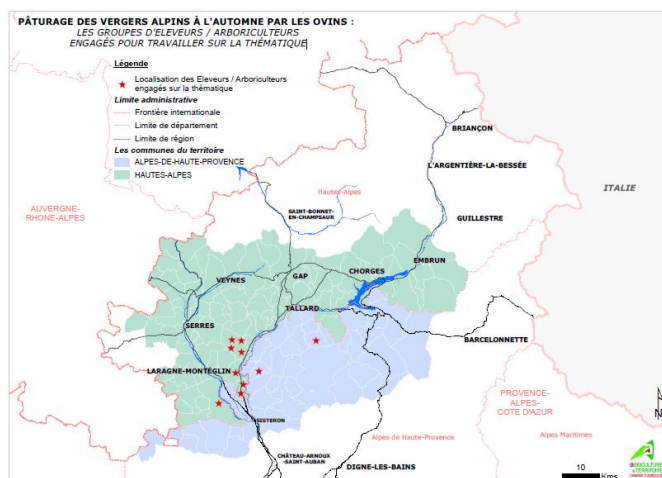 PÂTURAGE DES VERGERS ALPINS À L'AUTOMNE PAR LES OVINS :
LES GROUPES D'ELEVEURS / ARBORICULTEURS
ENGAGÉS POUR TRAVAILLER SUR LA THÉMATIQUE
Légende
Localisation des Eleveurs / Arboriculteurs
engagés sur la thématique
Limite administrative
Frontière internationale
Limite de département
Limite de région
Les communes du territoire
ALPES-DE-HAUTE-PROVENCE
HAUTES-ALPES
BRIANÇON
L'ARGENTIÈRE-LA-BESSÉE
ITALIE
AUVERGNE-
RHONE-ALPES
Hautes-Alpes
SAINT-BONNET-
EN-CHAMPSAUR
GUILLESTRE
EMBRUN
CHORGES
GAP
VEYNES
TALLARD
SERRES
BARCELONNETTE
LARAGNE-MONTÉGLIN
PROVENCE-
ALPES-
COTE D'AZUR
SISTERON
Alpes de Haute-Provence
Alpes Maritimes
N
CHÂTEAU-ARNOUX
-SAINT-AUBAN
DIGNE-LES-BAINS
10
Kms
AGRICULTURES
& TERRITOIRES